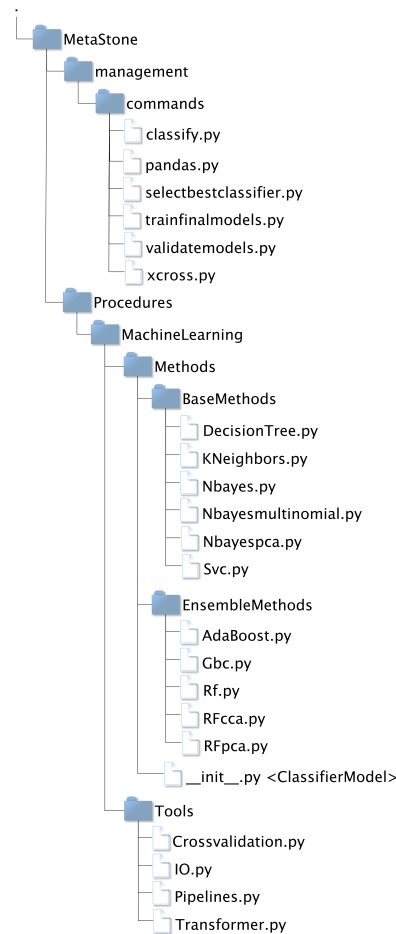 .
MetaStone
management
commands
classify.py
pandas.py
selectbestclassifier.py
trainfinalmodels.py
validatemodels.py
xcross.py
Procedures
MachineLearning
Methods
BaseMethods
DecisionTree.py
KNeighbors.py
Nbayes.py
Nbayesmultinomial.py
Nbayespca.py
Svc.py
EnsembleMethods
AdaBoost.py
Gbc.py
Rf.py
RFcca.py
RFpca.py
__init__.py <ClassifierModel>
Tools
Crossvalidation.py
IO.py
Pipelines.py
Transformer.py